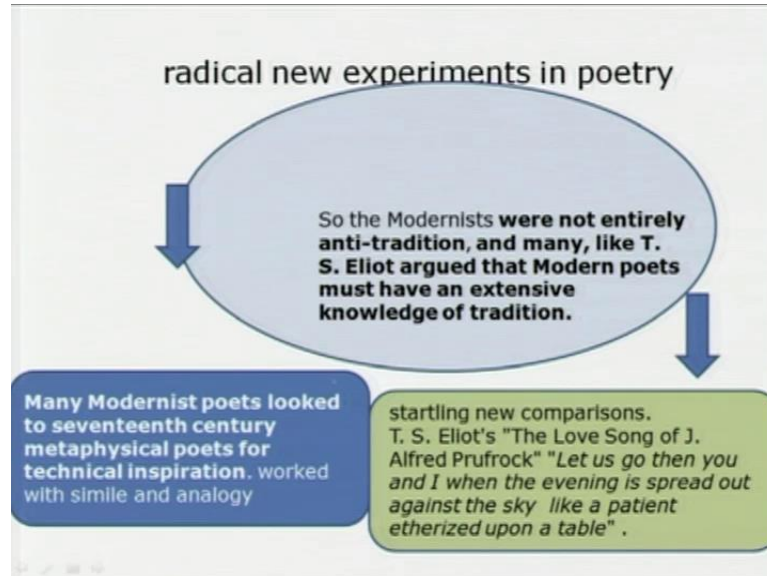 radical new experiments in poetry
So the Modernists were not entirely
anti-tradition, and many, like T.
S. Eliot argued that Modern poets
must have an extensive
knowledge of tradition.
Many Modernist poets looked
to seventeenth century
metaphysical poets for
technical inspiration. worked
with simile and analogy
startling new comparisons.
T. S. Eliot's "The Love Song of J.
Alfred Prufrock" "Let us go then you
and I when the evening is spread out
against the sky like a patient
etherized upon a table" .